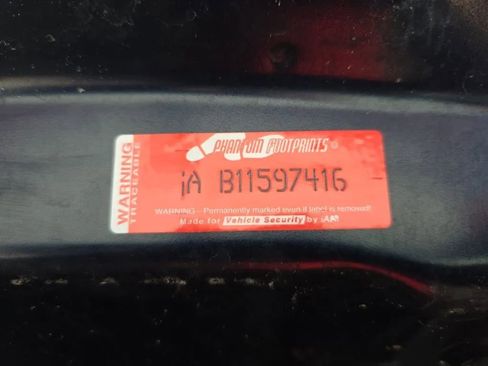 WARNING
TRACEABLE
PHANTOM FOOTPRINTS®
iA B11597416
WARNING - Permanently marked even if label is removed!
Made for Vehicle Security by